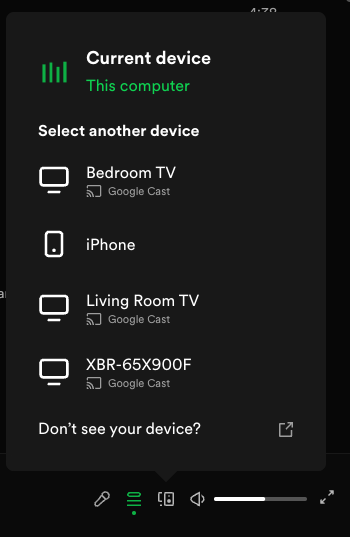 4:38
Current device
This computer
Select another device
Bedroom TV
Google Cast
iPhone
Living Room TV
Google Cast
XBR-65X900F
Google Cast
Don't see your device?